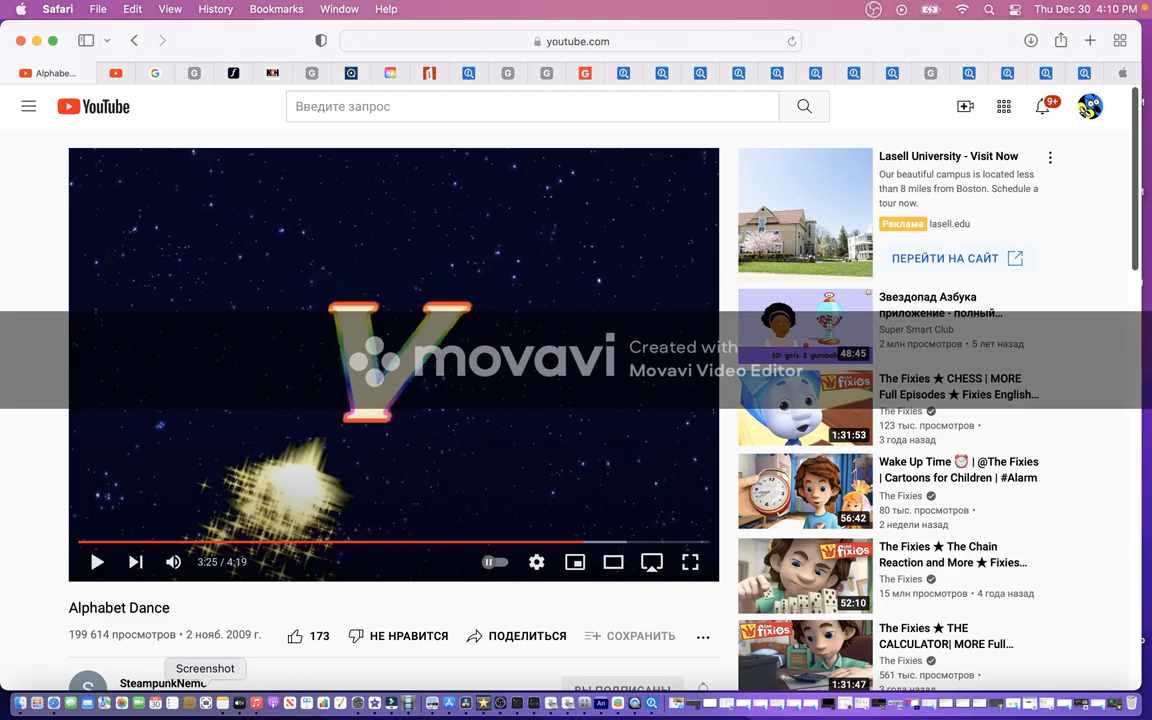 Safari File Edit View History Bookmarks Window Help Thu Dec 30 4:10 PM
youtube.com
Alphabe...
YouTube
Введите запрос
9+
V
movavi
Created with
Movavi Video Editor
3:25 / 4:19
Alphabet Dance
199 614 просмотров • 2 нояб. 2009 г.
173
НЕ НРАВИТСЯ
ПОДЕЛИТЬСЯ
СОХРАНИТЬ
Screenshot
S
SteampunkNemo
ВЫ ПОДПИСАНЫ
Lasell University - Visit Now
Our beautiful campus is located less
than 8 miles from Boston. Schedule a
tour now.
Реклама lasell.edu
ПЕРЕЙТИ НА САЙТ
Звездопад Азбука
приложение - полный...
Super Smart Club
2 млн просмотров • 5 лет назад
48:45
The Fixies ★ CHESS | MORE
Full Episodes ★ Fixies English...
The Fixies
123 тыс. просмотров •
3 года назад
1:31:53
Wake Up Time ⏰ | @The Fixies
| Cartoons for Children | #Alarm
The Fixies
80 тыс. просмотров •
2 недели назад
56:42
The Fixies ★ The Chain
Reaction and More ★ Fixies...
The Fixies
15 млн просмотров • 4 года назад
52:10
The Fixies ★ THE
CALCULATOR| MORE Full...
The Fixies
561 тыс. просмотров •
3 года назад
1:31:47